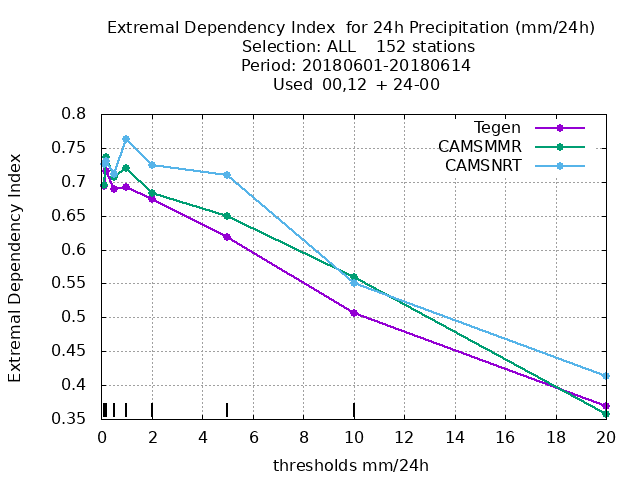 Extremal Dependency Index  for 24h Precipitation (mm/24h)
Selection: ALL    152 stations
Period: 20180601-20180614
Used  00,12  + 24-00
Extremal Dependency Index
0.8
0.75
0.7
0.65
0.6
0.55
0.5
0.45
0.4
0.35
Tegen
CAMSMMR
CAMSNRT
0 2 4 6 8 10 12 14 16 18 20
thresholds mm/24h